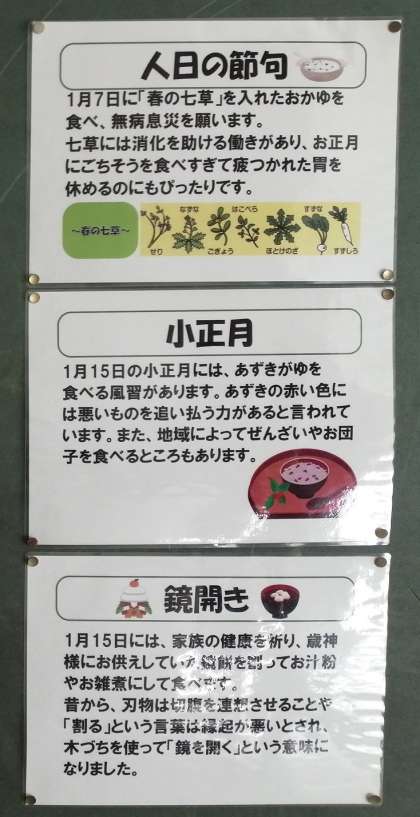 人日の節句
1月7日に「春の七草」を入れたおかゆを
食べ、無病息災を願います。
七草には消化を助ける働きがあり、お正月
にごちそうを食べすぎて疲つかれた胃を
休めるのにもぴったりです。
～春の七草～
なずな はこべら すずな
せり ごぎょう ほとけのざ すずしろ
小正月
1月15日の小正月には、あずきがゆを
食べる風習があります。あずきの赤い色に
は悪いものを追い払う力があると言われて
います。また、地域によってぜんざいやお団
子を食べるところもあります。
鏡開き
1月15日には、家族の健康を祈り、歳神
様にお供えしていた鏡餅を割ってお汁粉
やお雑煮にして食べます。
昔から、刃物は切腹を連想させることや
「割る」という言葉は縁起が悪いとされ、
木づちを使って「鏡を開く」という意味に
なりました。